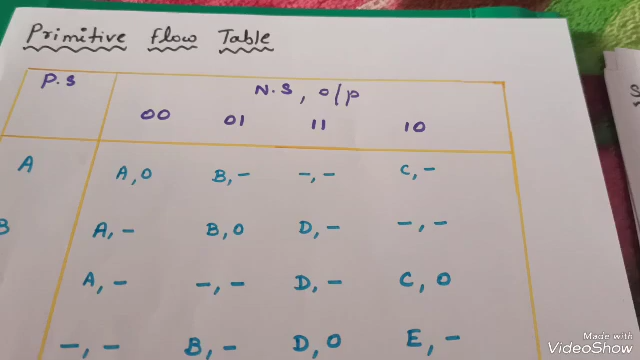 Primitive Flow Table
P.S N.S, o/p
00 01 11 10
A A, 0 B, - -, - C, -
B A, - B, 0 D, - -, -
A, - -, - D, - C, 0
-, - B, - D, 0 E, -
Made with
VideoShow